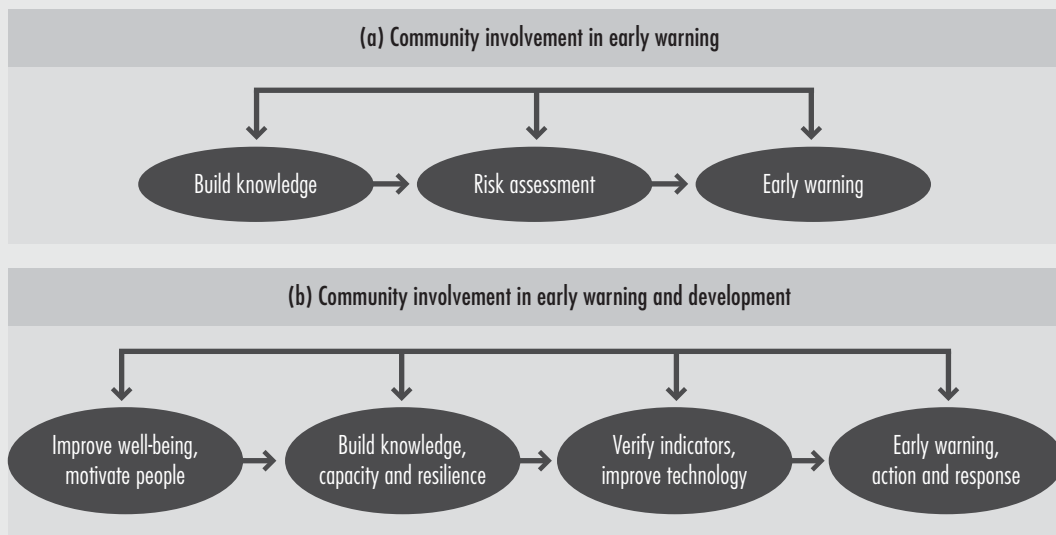 (a) Community involvement in early warning
Build knowledge
Risk assessment
Early warning
(b) Community involvement in early warning and development
Improve well-being,
motivate people
Build knowledge,
capacity and resilience
Verify indicators,
improve technology
Early warning,
action and response